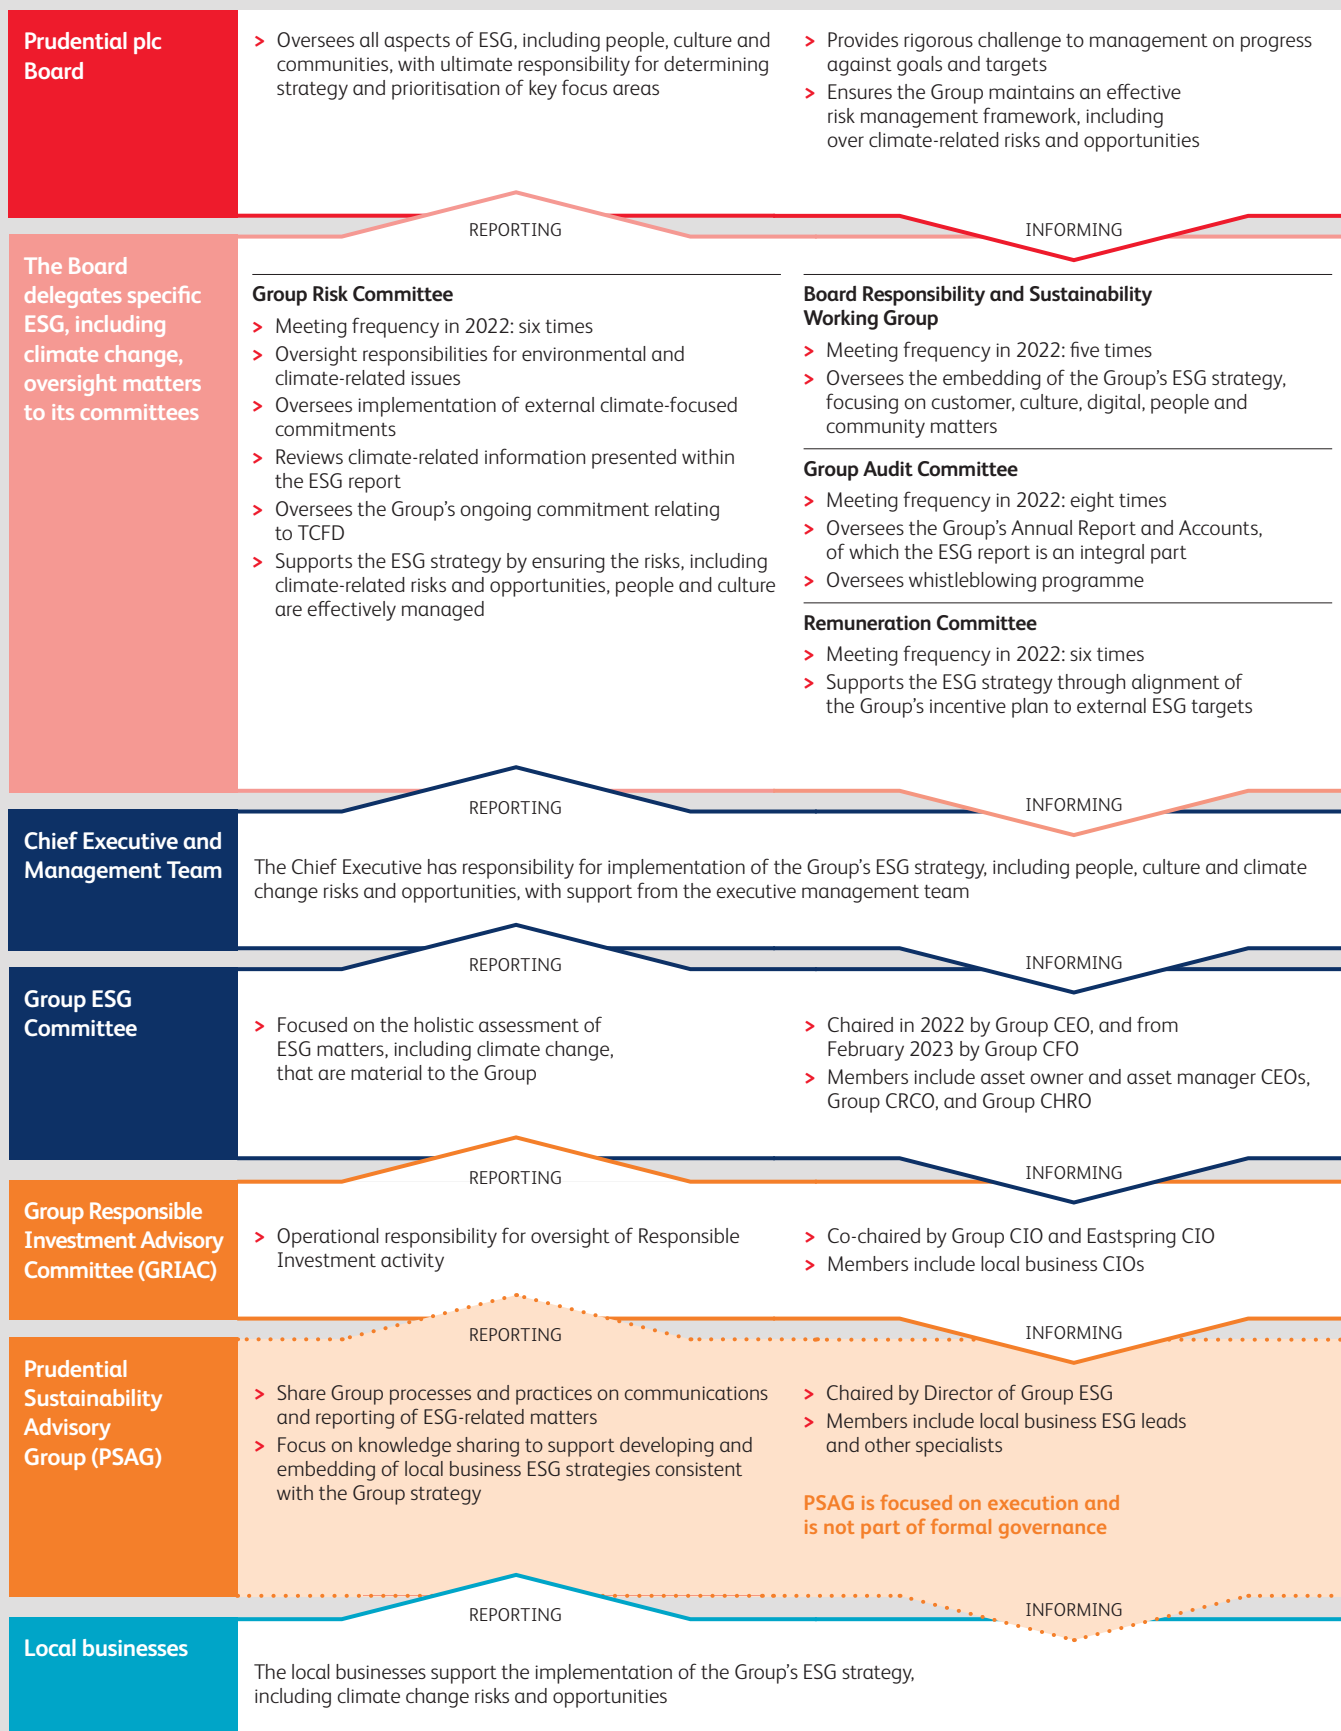 Prudential plc
Board
> Oversees all aspects of ESG, including people, culture and
communities, with ultimate responsibility for determining
strategy and prioritisation of key focus areas
> Provides rigorous challenge to management on progress
against goals and targets
> Ensures the Group maintains an effective
risk management framework, including
over climate-related risks and opportunities
REPORTING
INFORMING
The Board
delegates specific
ESG, including
climate change,
oversight matters
to its committees
Group Risk Committee
> Meeting frequency in 2022: six times
> Oversight responsibilities for environmental and
climate-related issues
> Oversees implementation of external climate-focused
commitments
> Reviews climate-related information presented within
the ESG report
> Oversees the Group's ongoing commitment relating
to TCFD
> Supports the ESG strategy by ensuring the risks, including
climate-related risks and opportunities, people and culture
are effectively managed
Board Responsibility and Sustainability
Working Group
> Meeting frequency in 2022: five times
> Oversees the embedding of the Group's ESG strategy,
focusing on customer, culture, digital, people and
community matters
Group Audit Committee
> Meeting frequency in 2022: eight times
> Oversees the Group's Annual Report and Accounts,
of which the ESG report is an integral part
> Oversees whistleblowing programme
Remuneration Committee
> Meeting frequency in 2022: six times
> Supports the ESG strategy through alignment of
the Group's incentive plan to external ESG targets
REPORTING
INFORMING
Chief Executive and
Management Team
The Chief Executive has responsibility for implementation of the Group's ESG strategy, including people, culture and climate
change risks and opportunities, with support from the executive management team
REPORTING
INFORMING
Group ESG
Committee
> Focused on the holistic assessment of
ESG matters, including climate change,
that are material to the Group
> Chaired in 2022 by Group CEO, and from
February 2023 by Group CFO
> Members include asset owner and asset manager CEOs,
Group CRCO, and Group CHRO
REPORTING
INFORMING
Group Responsible
Investment Advisory
Committee (GRIAC)
> Operational responsibility for oversight of Responsible
Investment activity
> Co-chaired by Group CIO and Eastspring CIO
> Members include local business CIOs
REPORTING
INFORMING
Prudential
Sustainability
Advisory
Group (PSAG)
> Share Group processes and practices on communications
and reporting of ESG-related matters
> Focus on knowledge sharing to support developing and
embedding of local business ESG strategies consistent
with the Group strategy
> Chaired by Director of Group ESG
> Members include local business ESG leads
and other specialists
PSAG is focused on execution and
is not part of formal governance
REPORTING
INFORMING
Local businesses
The local businesses support the implementation of the Group's ESG strategy,
including climate change risks and opportunities